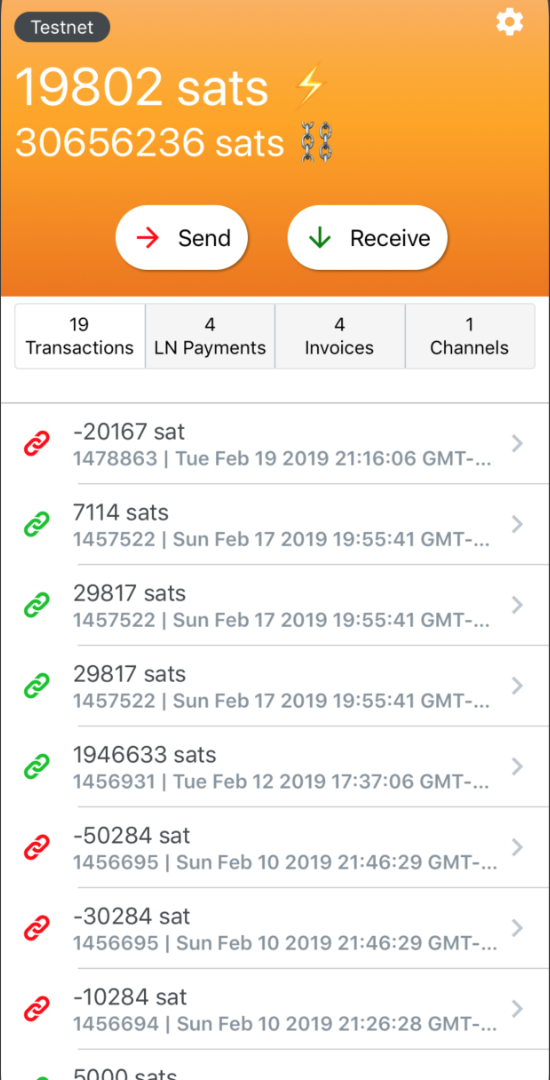 Testnet
19802 sats ⚡
30656236 sats ⛓
Send
Receive
19
Transactions
4
LN Payments
4
Invoices
1
Channels
-20167 sat
1478863 | Tue Feb 19 2019 21:16:06 GMT-...
7114 sats
1457522 | Sun Feb 17 2019 19:55:41 GMT-...
29817 sats
1457522 | Sun Feb 17 2019 19:55:41 GMT-...
29817 sats
1457522 | Sun Feb 17 2019 19:55:41 GMT-...
1946633 sats
1456931 | Tue Feb 12 2019 17:37:06 GMT-...
-50284 sat
1456695 | Sun Feb 10 2019 21:46:29 GMT-...
-30284 sat
1456695 | Sun Feb 10 2019 21:46:29 GMT-...
-10284 sat
1456694 | Sun Feb 10 2019 21:26:28 GMT-...
5000 sats